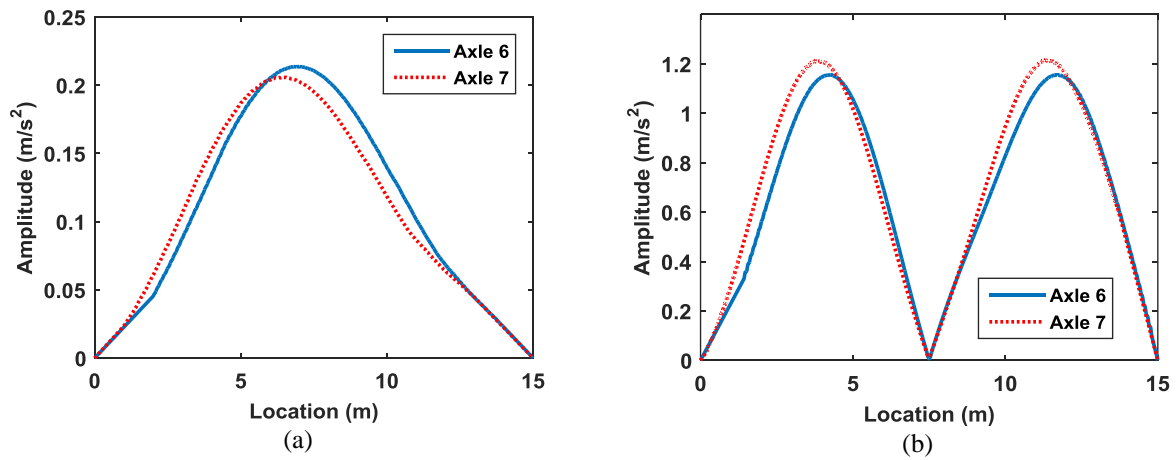 0.25
0.2
0.15
0.1
0.05
0
Amplitude (m/s²)
Axle 6
Axle 7
0 5 10 15
Location (m)
(a)
1.2
1
0.8
0.6
0.4
0.2
0
Amplitude (m/s²)
Axle 6
Axle 7
0 5 10 15
Location (m)
(b)